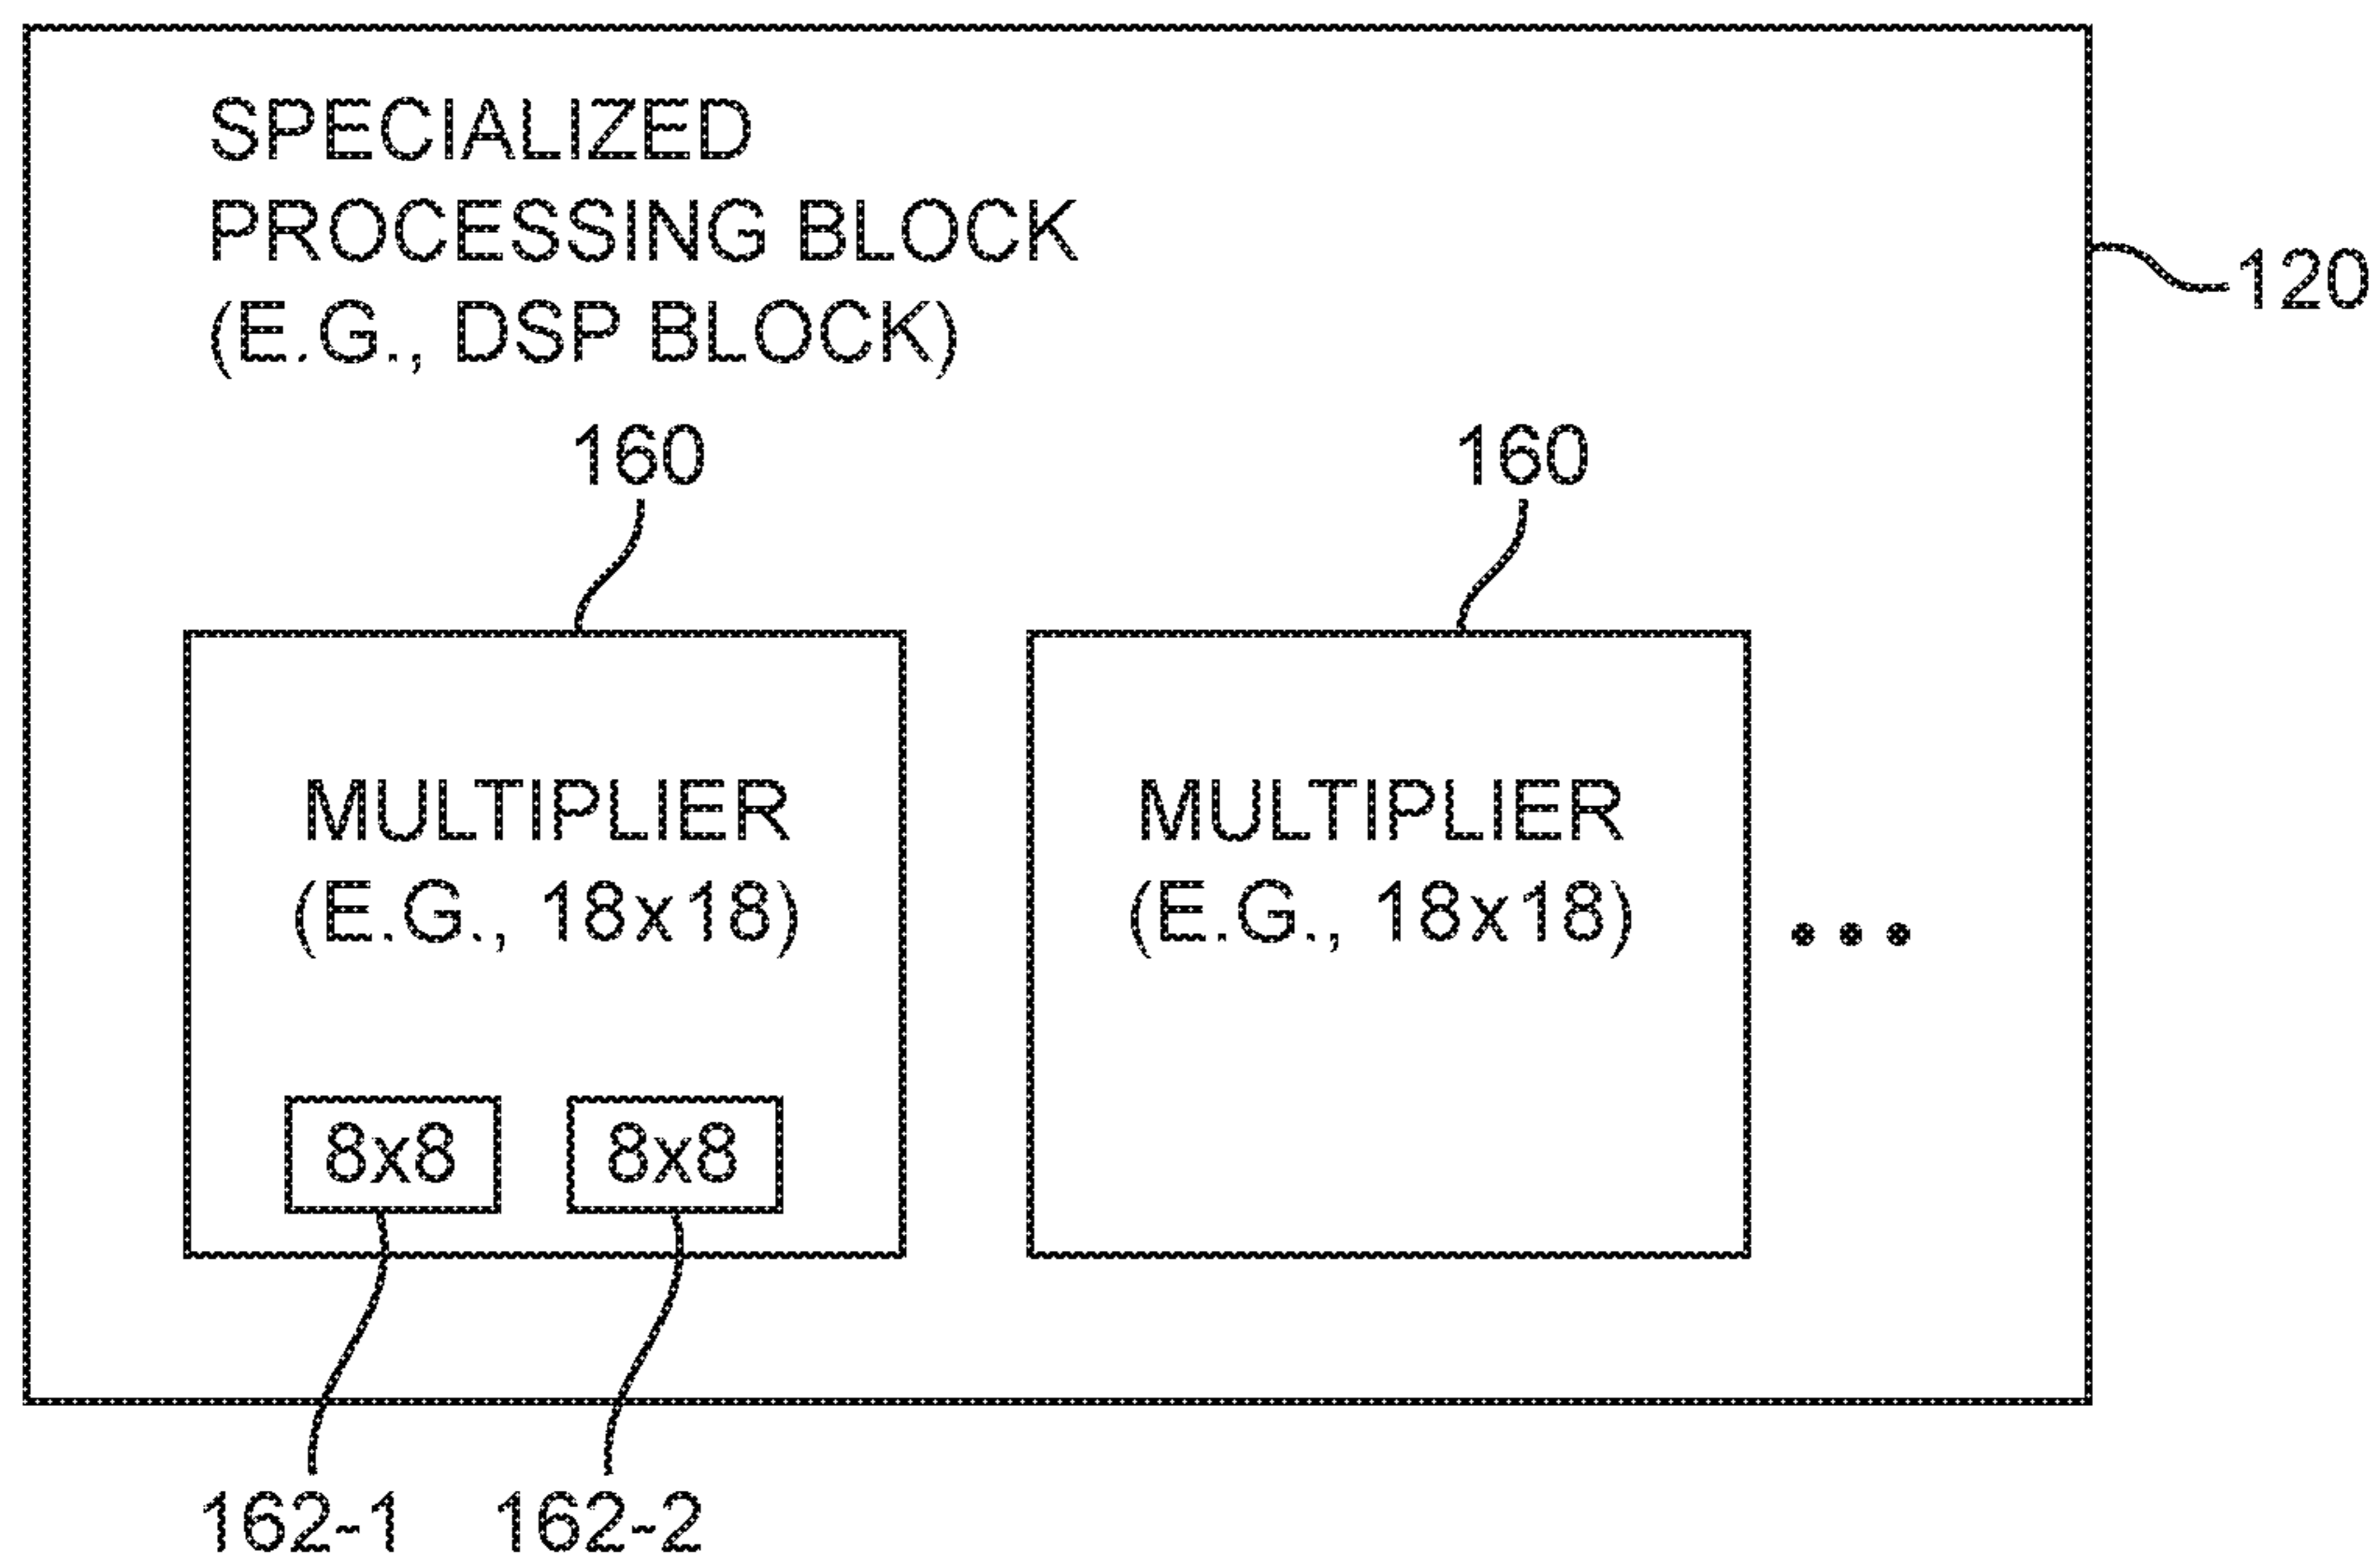 SPECIALIZED
PROCESSING BLOCK
(E.G., DSP BLOCK)
120
160
160
MULTIPLIER
(E.G., 18x18)
MULTIPLIER
(E.G., 18x18)
...
8x8
8x8
162-1
162-2